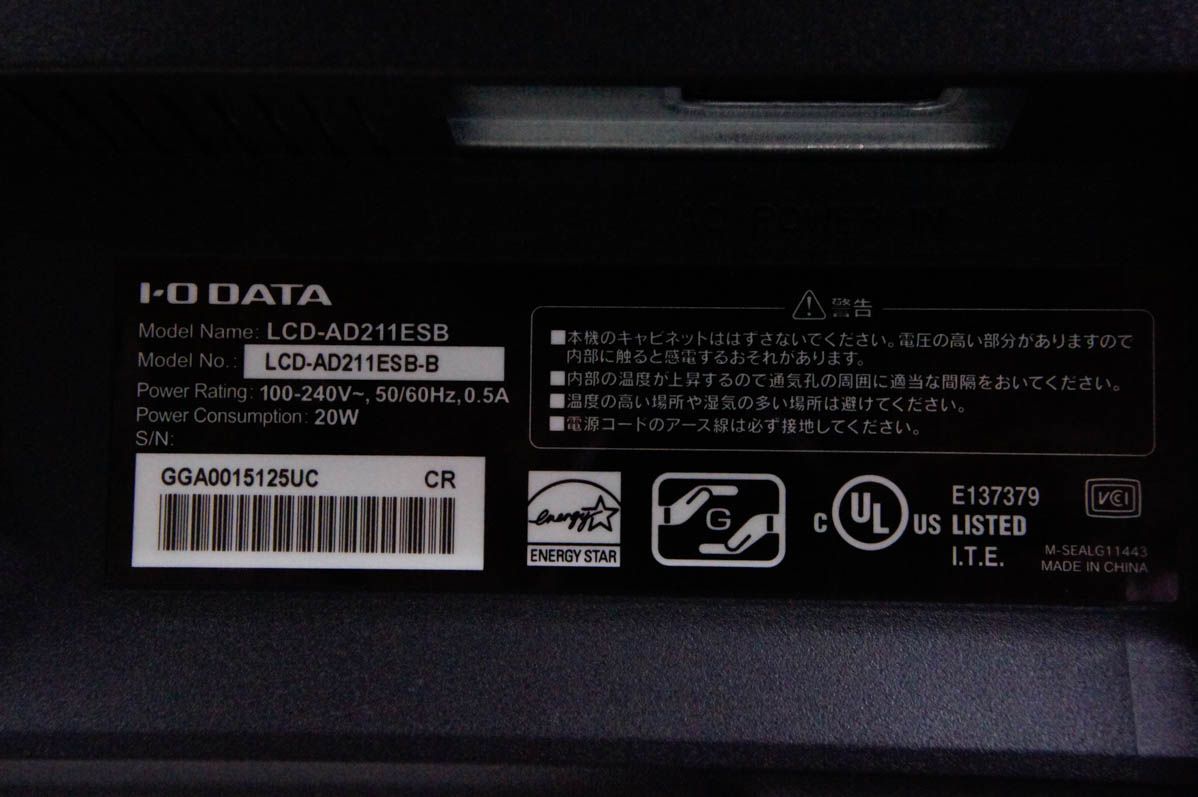 I-O DATA
Model Name: LCD-AD211ESB
Model No.: LCD-AD211ESB-B
Power Rating: 100-240V~, 50/60Hz, 0.5A
Power Consumption: 20W
S/N:
GGA0015125UC CR
警告
■本機のキャビネットははずさないでください。電圧の高い部分がありますので
内部に触ると感電するおそれがあります。
■内部の温度が上昇するので通気孔の周囲に適当な間隔をおいてください。
■温度の高い場所や湿気の多い場所は避けてください。
■電源コードのアース線は必ず接地してください。
energy
ENERGY STAR
G
C UL US LISTED
E137379
I.T.E.
VCI
M-SEALG11443
MADE IN CHINA